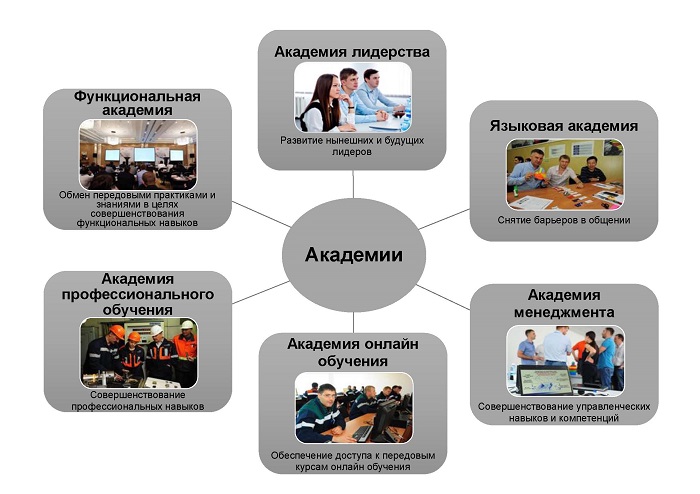 Академия лидерства
Развитие нынешних и будущих
лидеров
Функциональная
академия
Обмен передовыми практиками и
знаниями в целях
совершенствования
функциональных навыков
Языковая академия
Снятие барьеров в общении
Академии
Академия
профессионального
обучения
Совершенствование
профессиональных навыков
Академия онлайн
обучения
Обеспечение доступа к передовым
курсам онлайн обучения
Академия
менеджмента
Совершенствование управленческих
навыков и компетенций